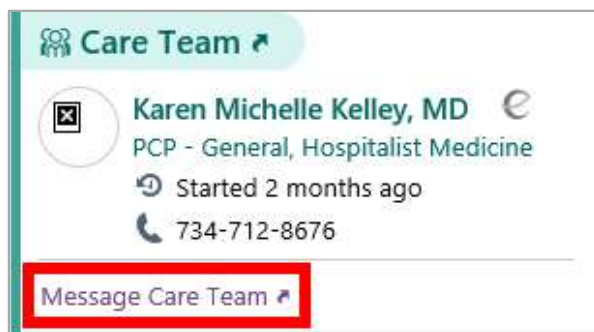 Care Team
Karen Michelle Kelley, MD
PCP - General, Hospitalist Medicine
Started 2 months ago
734-712-8676
Message Care Team